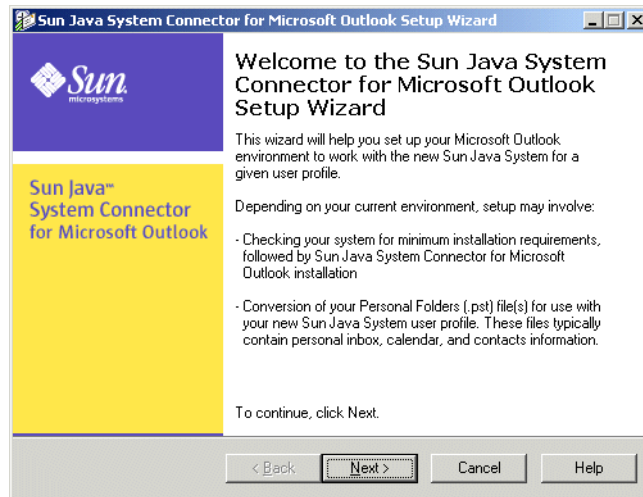 Sun Java System Connector for Microsoft Outlook Setup Wizard
Sun
microsystems
Sun Java™
System Connector
for Microsoft Outlook
Welcome to the Sun Java System
Connector for Microsoft Outlook
Setup Wizard
This wizard will help you set up your Microsoft Outlook
environment to work with the new Sun Java System for a
given user profile.
Depending on your current environment, setup may involve:
- Checking your system for minimum installation requirements,
followed by Sun Java System Connector for Microsoft
Outlook installation
- Conversion of your Personal Folders (.pst) file(s) for use with
your new Sun Java System user profile. These files typically
contain personal inbox, calendar, and contacts information.
To continue, click Next.
< Back
Next >
Cancel
Help